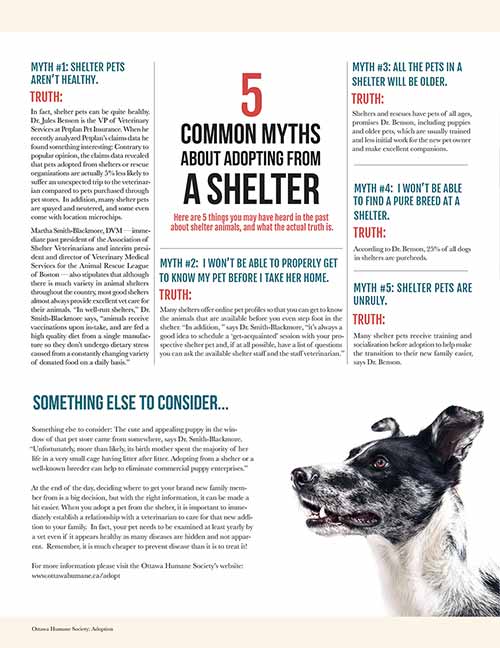 MYTH #1: SHELTER PETS
AREN'T HEALTHY.
TRUTH:
In fact, shelter pets can be quite healthy.
Dr. Jules Benson is the VP of Veterinary
Services at Petplan Pet Insurance. When he
recently analyzed Petplan's claims data he
found something interesting: Contrary to
popular opinion, the claims data revealed
that pets adopted from shelters or rescue
organisations are actually 5% less likely to
suffer an unexpected trip to the veterinar-
ian compared to pets purchased through
pet stores. In addition, many shelter pets
are spayed and neutered, and some even
come with location microchips.
Martha Smith-Blackmore, DVM — imme-
diate past president of the Association of
Shelter Veterinarians and interim pres-
ident and director of Veterinary Medical
Services for the Animal Rescue League
of Boston — also stipulates that although
there is much variety in animal shelters
throughout the country, most good shelters
almost always provide excellent vet care for
their animals. "In well-run shelters," Dr.
Smith-Blackmore says, "animals receive
vaccinations upon in-take, and are fed a
high quality diet from a single manufac-
ture so they don't undergo dietary stress
caused from a constantly changing variety
of donated food on a daily basis."
5
COMMON MYTHS
ABOUT ADOPTING FROM
A SHELTER
Here are 5 things you may have heard in the past
about shelter animals, and what the actual truth is.
MYTH #2: I WON'T BE ABLE TO PROPERLY GET
TO KNOW MY PET BEFORE I TAKE HER HOME.
TRUTH:
Many shelters offer online pet profiles so that you can get to know
the animals that are available before you even step foot in the
shelter. "In addition, " says Dr. Smith-Blackmore, "it's always a
good idea to schedule a 'get-acquainted' session with your pro-
spective shelter pet and, if at all possible, have a list of questions
you can ask the available shelter staff and the staff veterinarian."
MYTH #3: ALL THE PETS IN A
SHELTER WILL BE OLDER.
TRUTH:
Shelters and rescues have pets of all ages,
promises Dr. Benson, including puppies
and older pets, which are usually trained
and less initial work for the new pet owner
and make excellent companions.
MYTH #4: I WON'T BE ABLE
TO FIND A PURE BREED AT A
SHELTER.
TRUTH:
According to Dr. Benson, 25% of all dogs
in shelters are purebreds.
MYTH #5: SHELTER PETS ARE
UNRULY.
TRUTH:
Many shelter pets receive training and
socialisation before adoption to help make
the transition to their new family easier,
says Dr. Benson.
SOMETHING ELSE TO CONSIDER...
Something else to consider: The cute and appealing puppy in the win-
dow of that pet store came from somewhere, says Dr. Smith-Blackmore.
"Unfortunately, more than likely, its birth mother spent the majority of her
life in a very small cage having litter after litter. Adopting from a shelter or a
well-known breeder can help to eliminate commercial puppy enterprises."
At the end of the day, deciding where to get your brand new family mem-
ber from is a big decision, but with the right information, it can be made a
bit easier. When you adopt a pet from the shelter, it is important to imme-
diately establish a relationship with a veterinarian to care for that new addi-
tion to your family. In fact, your pet needs to be examined at least yearly by
a vet even if it appears healthy as many diseases are hidden and not appar-
ent. Remember, it is much cheaper to prevent disease than it is to treat it!
For more information please visit the Ottawa Humane Society's website:
www.ottawahumane.ca/adopt
Ottawa Humane Society: Adoption